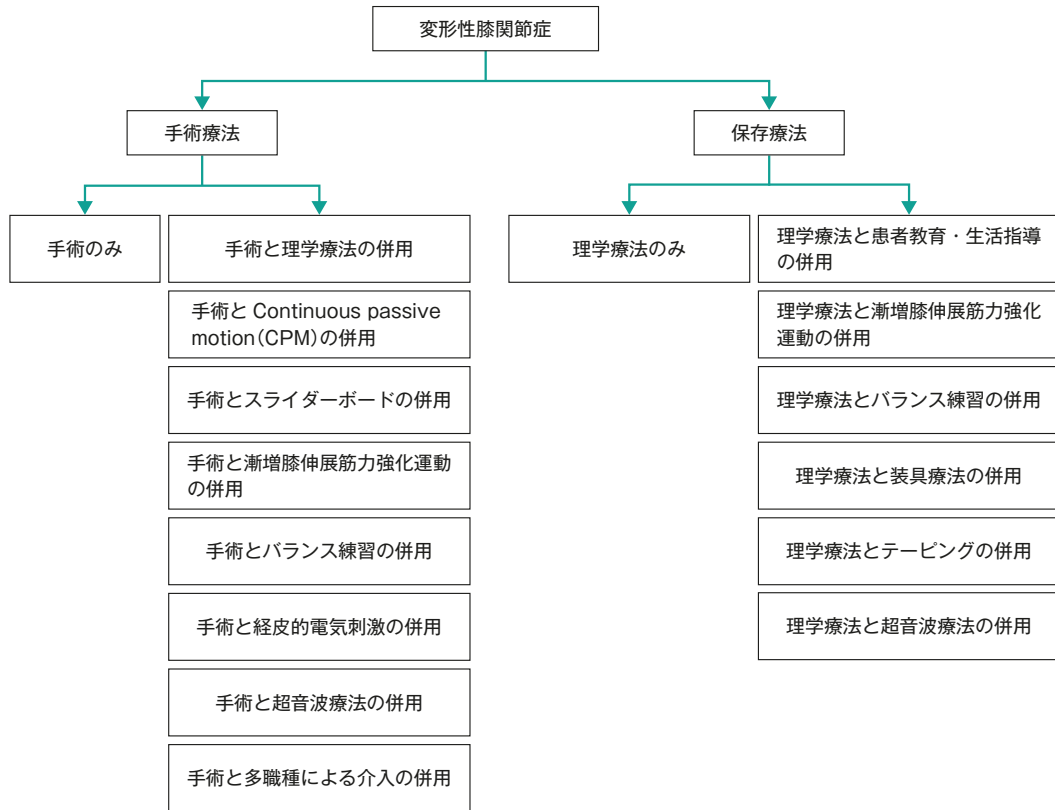 変形性膝関節症
手術療法
保存療法
手術のみ
手術と理学療法の併用
手術と Continuous passive
motion（CPM）の併用
手術とスライダーボードの併用
手術と漸増膝伸展筋力強化運動
の併用
手術とバランス練習の併用
手術と経皮的電気刺激の併用
手術と超音波療法の併用
手術と多職種による介入の併用
理学療法のみ
理学療法と患者教育・生活指導
の併用
理学療法と漸増膝伸展筋力強化
運動の併用
理学療法とバランス練習の併用
理学療法と装具療法の併用
理学療法とテーピングの併用
理学療法と超音波療法の併用